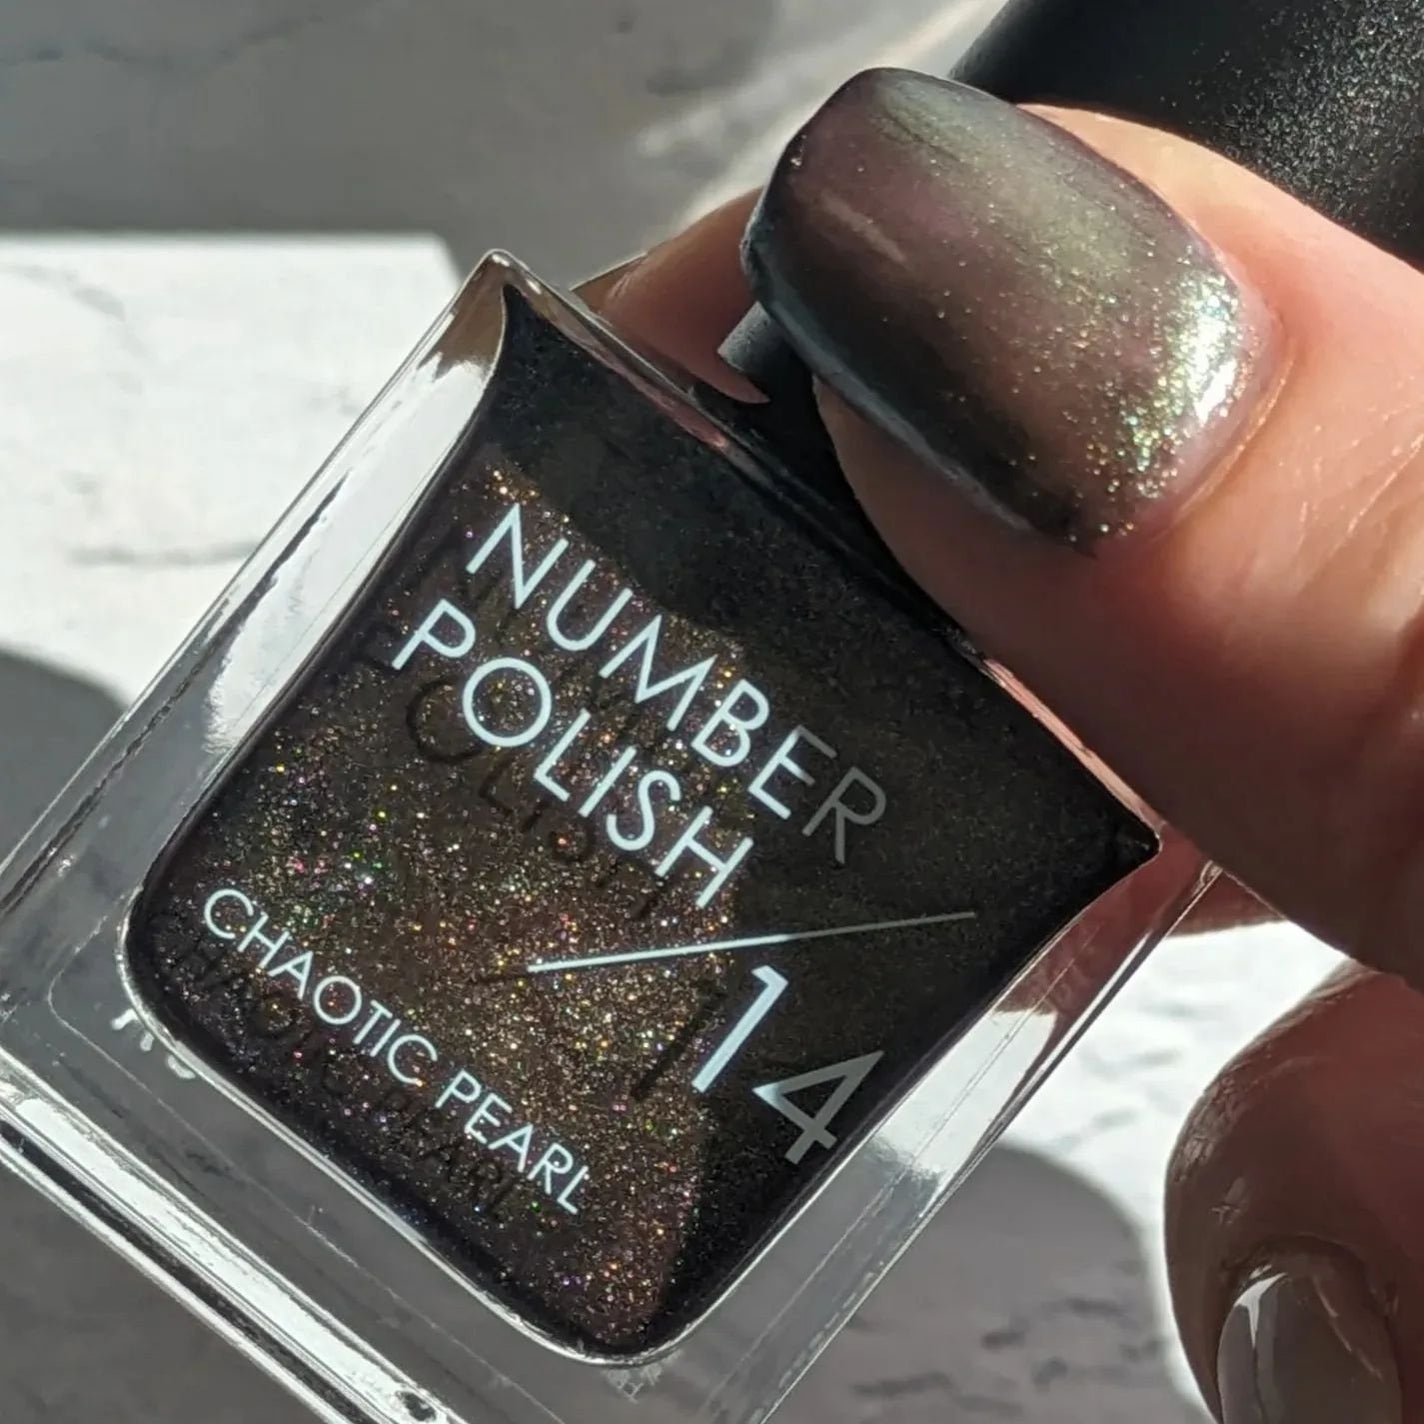 NUMBER
POLISH
/14
CHAOTIC PEARL